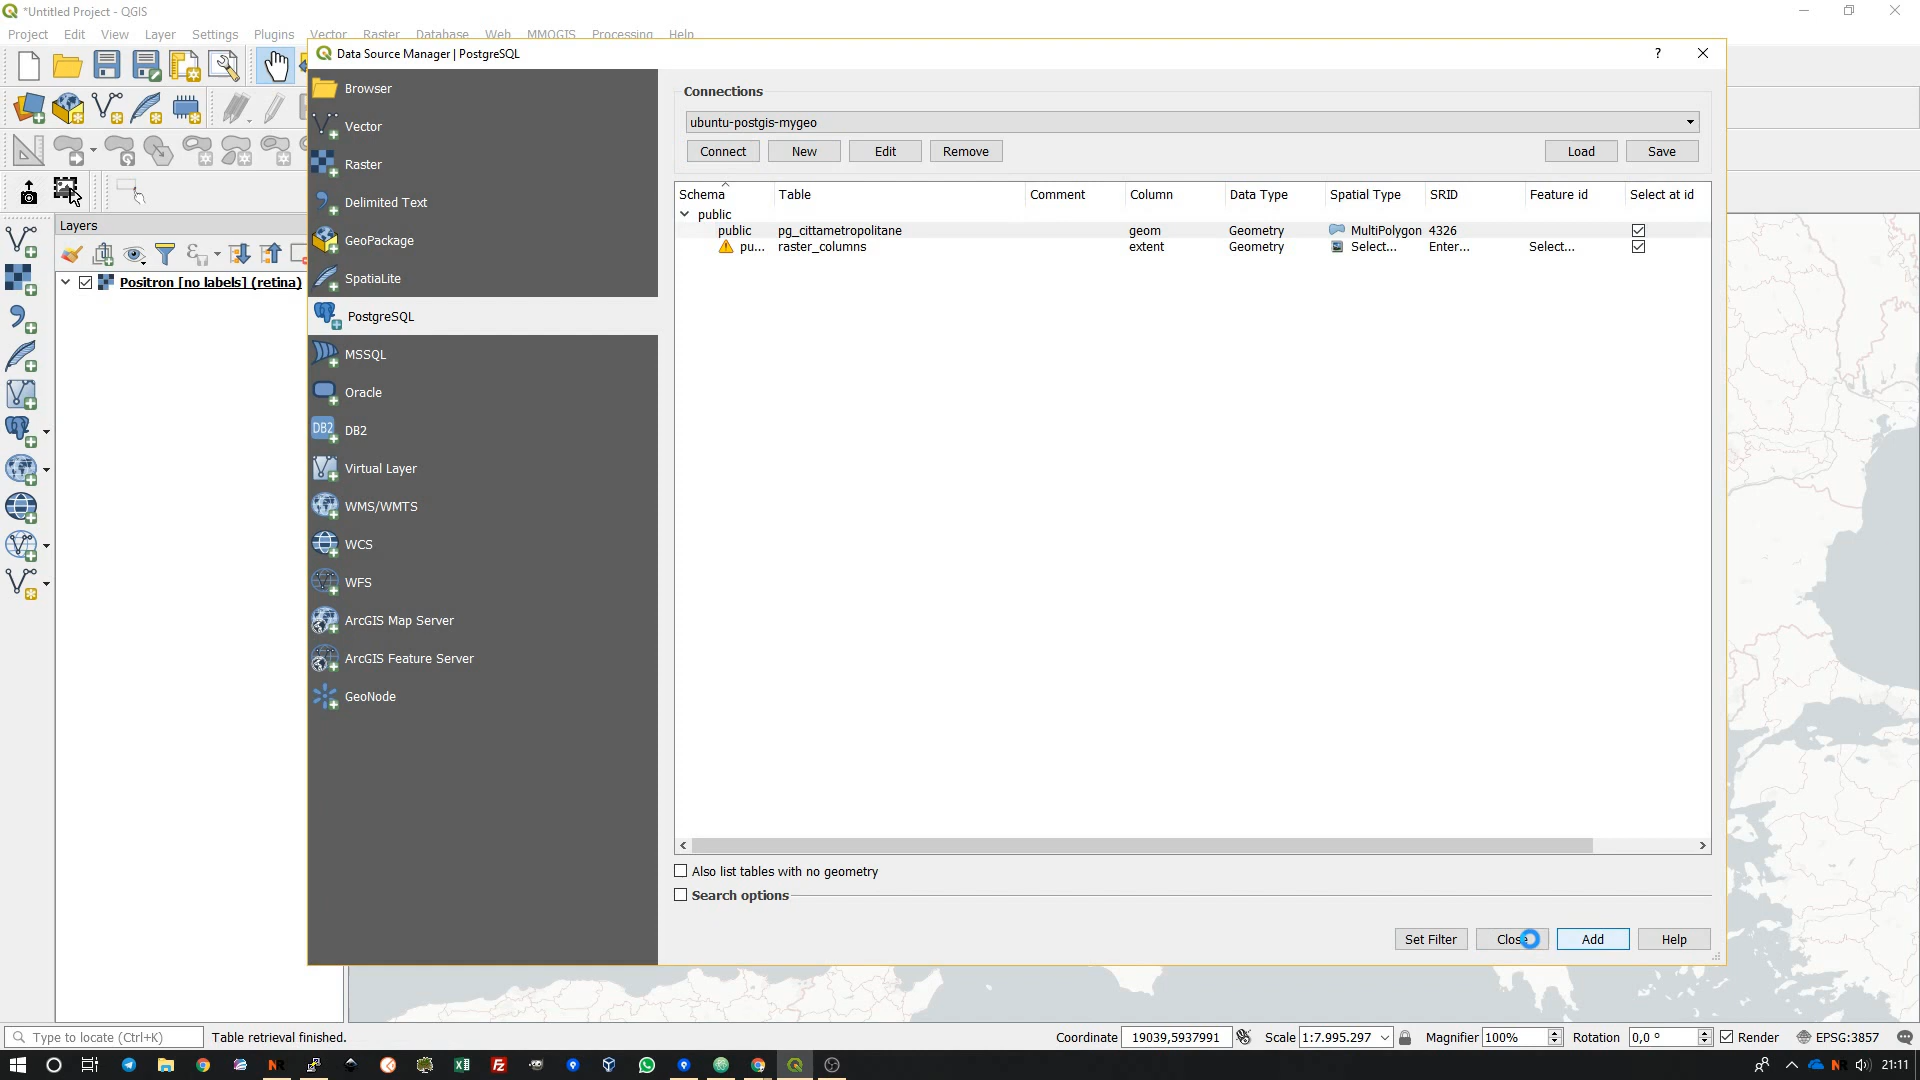 *Untitled Project - QGIS
Project Edit View Layer Settings Plugins Vector Raster Database Web MMQGIS Processing Help
Data Source Manager | PostgreSQL
?
Browser
Vector
Raster
Delimited Text
GeoPackage
SpatiaLite
PostgreSQL
MSSQL
Oracle
DB2
DB2
Virtual Layer
WMS/WMTS
WCS
WFS
ArcGIS Map Server
ArcGIS Feature Server
GeoNode
Layers
Positron [no labels] (retina)
Connections
ubuntu-postgis-mygeo
Connect New Edit Remove Load Save
Schema Table Comment Column Data Type Spatial Type SRID Feature id Select at id
public
public pg_cittametropolitane geom Geometry MultiPolygon 4326
pu... raster_columns extent Geometry Select... Enter... Select...
Also list tables with no geometry
Search options
Set Filter Close Add Help
Type to locate (Ctrl+K) Table retrieval finished. Coordinate 19039,5937991 Scale 1:7.995.297 Magnifier 100% Rotation 0,0 ° Render EPSG:3857
21:11